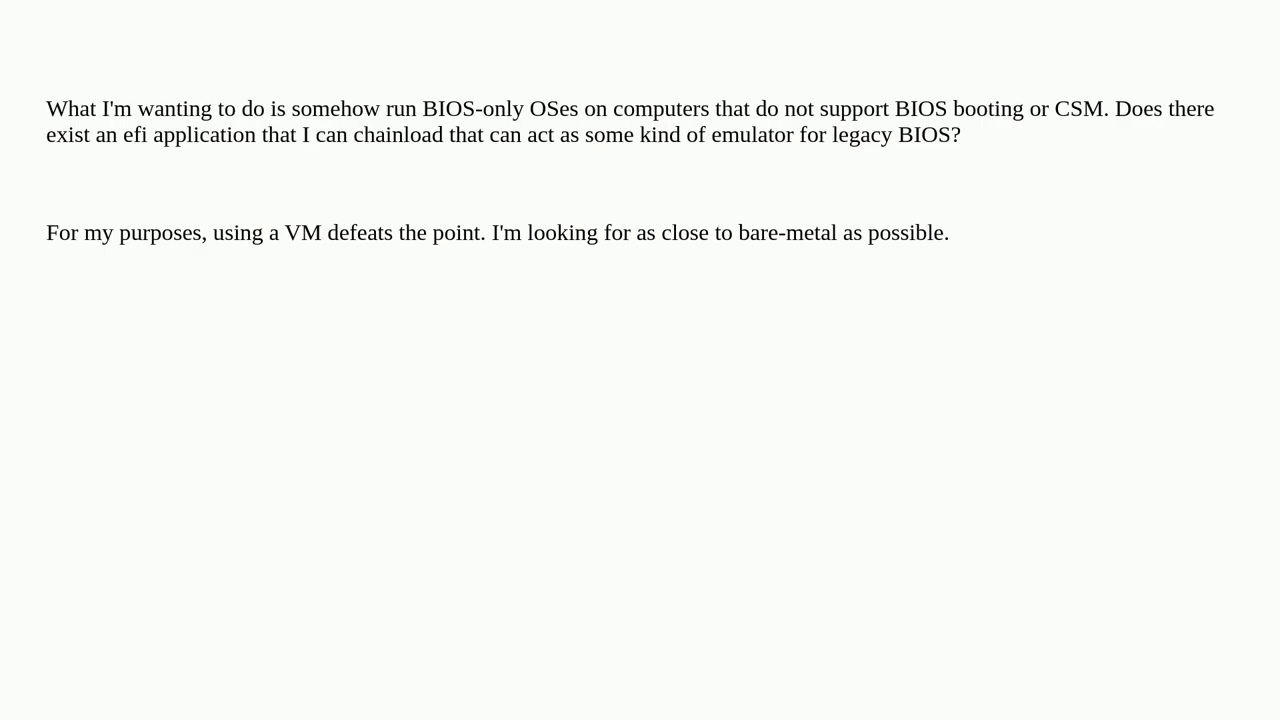 What I'm wanting to do is somehow run BIOS-only OSes on computers that do not support BIOS booting or CSM. Does there
exist an efi application that I can chainload that can act as some kind of emulator for legacy BIOS?
For my purposes, using a VM defeats the point. I'm looking for as close to bare-metal as possible.